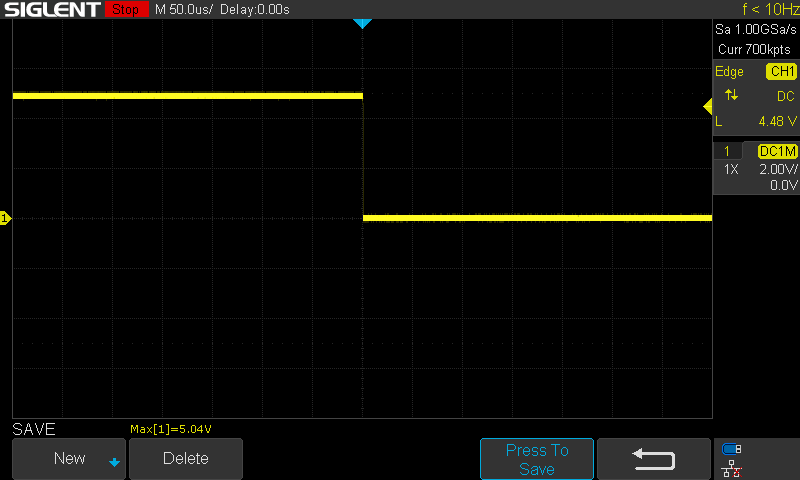 SIGLENT Stop M 50.0us/ Delay:0.00s f < 10Hz
Sa 1.00GSa/s
Curr 700kpts
Edge CH1
DC
L 4.48 V
1 DC1M
1X 2.00V/
0.0V
1
SAVE Max[1]=5.04V
New Delete Press To
Save